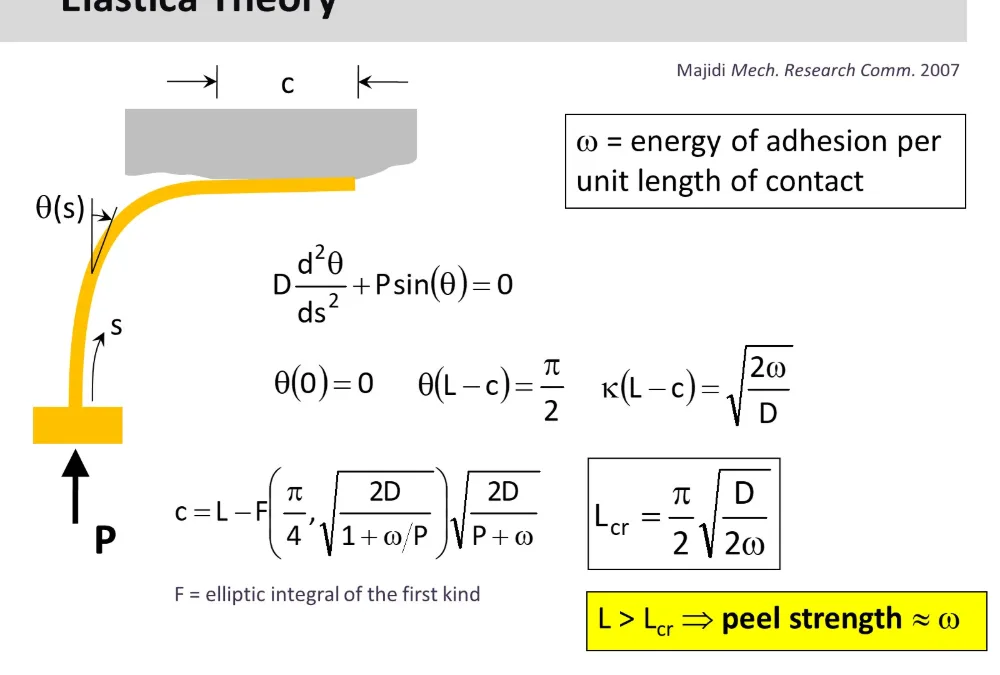 Elastica Theory
Majidi Mech. Research Comm. 2007
c
ω = energy of adhesion per
unit length of contact
θ(s)
D d²θ/ds² + P sin(θ) = 0
s
θ(0) = 0 θ(L − c) = π/2 κ(L − c) = √(2ω/D)
c = L − F(π/4, √(2D/(1 + ω/P))) √(2D/(P + ω))
L_cr = π/2 √(D/2ω)
P
F = elliptic integral of the first kind
L > L_cr ⇒ peel strength ≈ ω